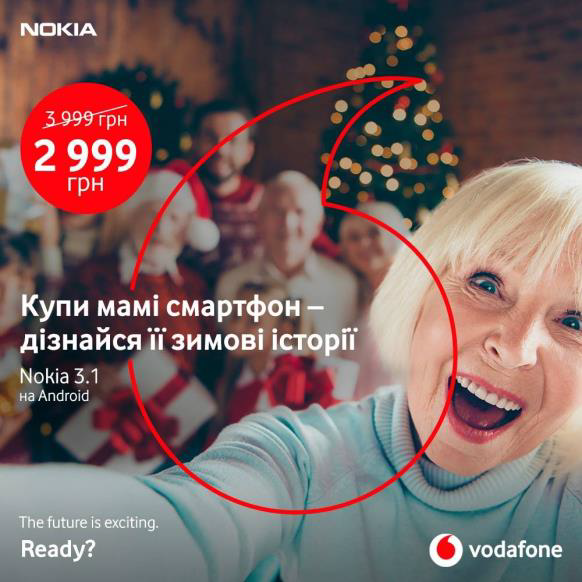 NOKIA
3 999 грн
2 999
грн
Купи мамі смартфон –
дізнайся її зимові історії
Nokia 3.1
на Android
The future is exciting.
Ready?
vodafone